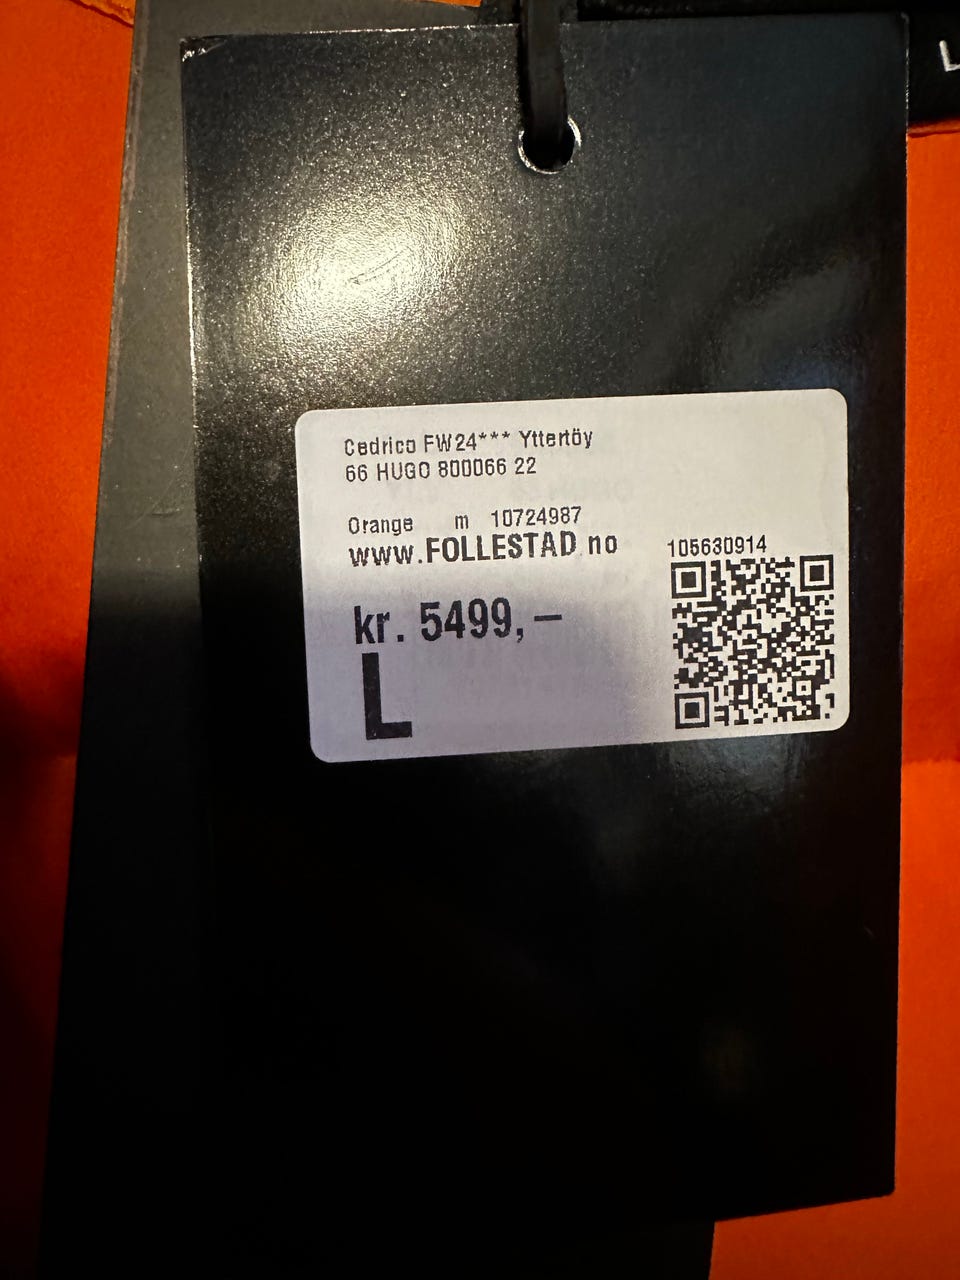 L
Cedrico FW24*** Yttertöy
66 HUGO 800066 22
Orange m 10724987
www.FOLLESTAD.no
105630914
kr. 5499,–
L